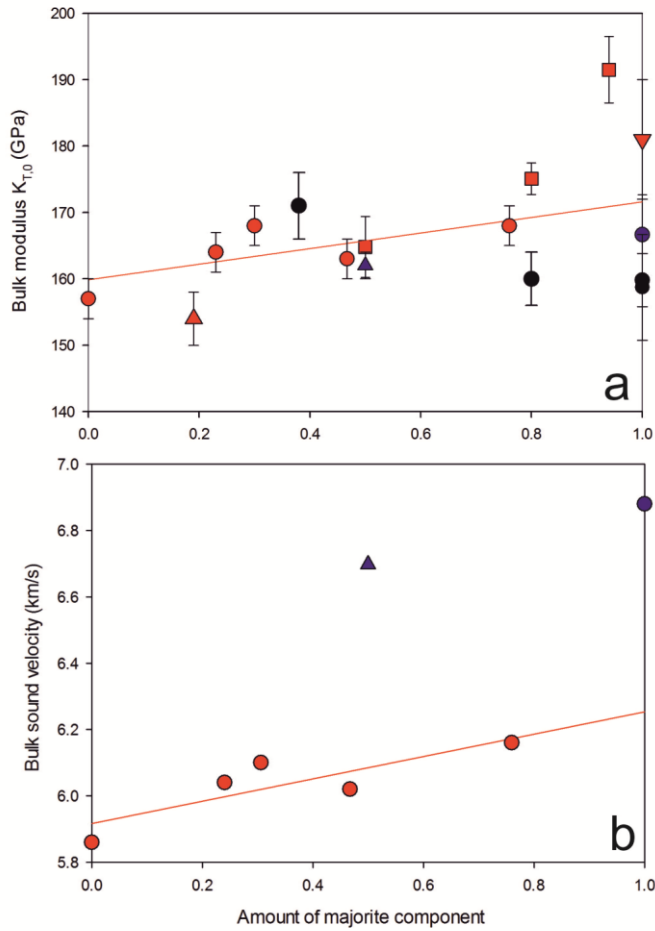 200
190
180
170
160
150
140
Bulk modulus K_T,0 (GPa)
0.0 0.2 0.4 0.6 0.8 1.0
a
7.0
6.8
6.6
6.4
6.2
6.0
5.8
Bulk sound velocity (km/s)
0.0 0.2 0.4 0.6 0.8 1.0
b
Amount of majorite component